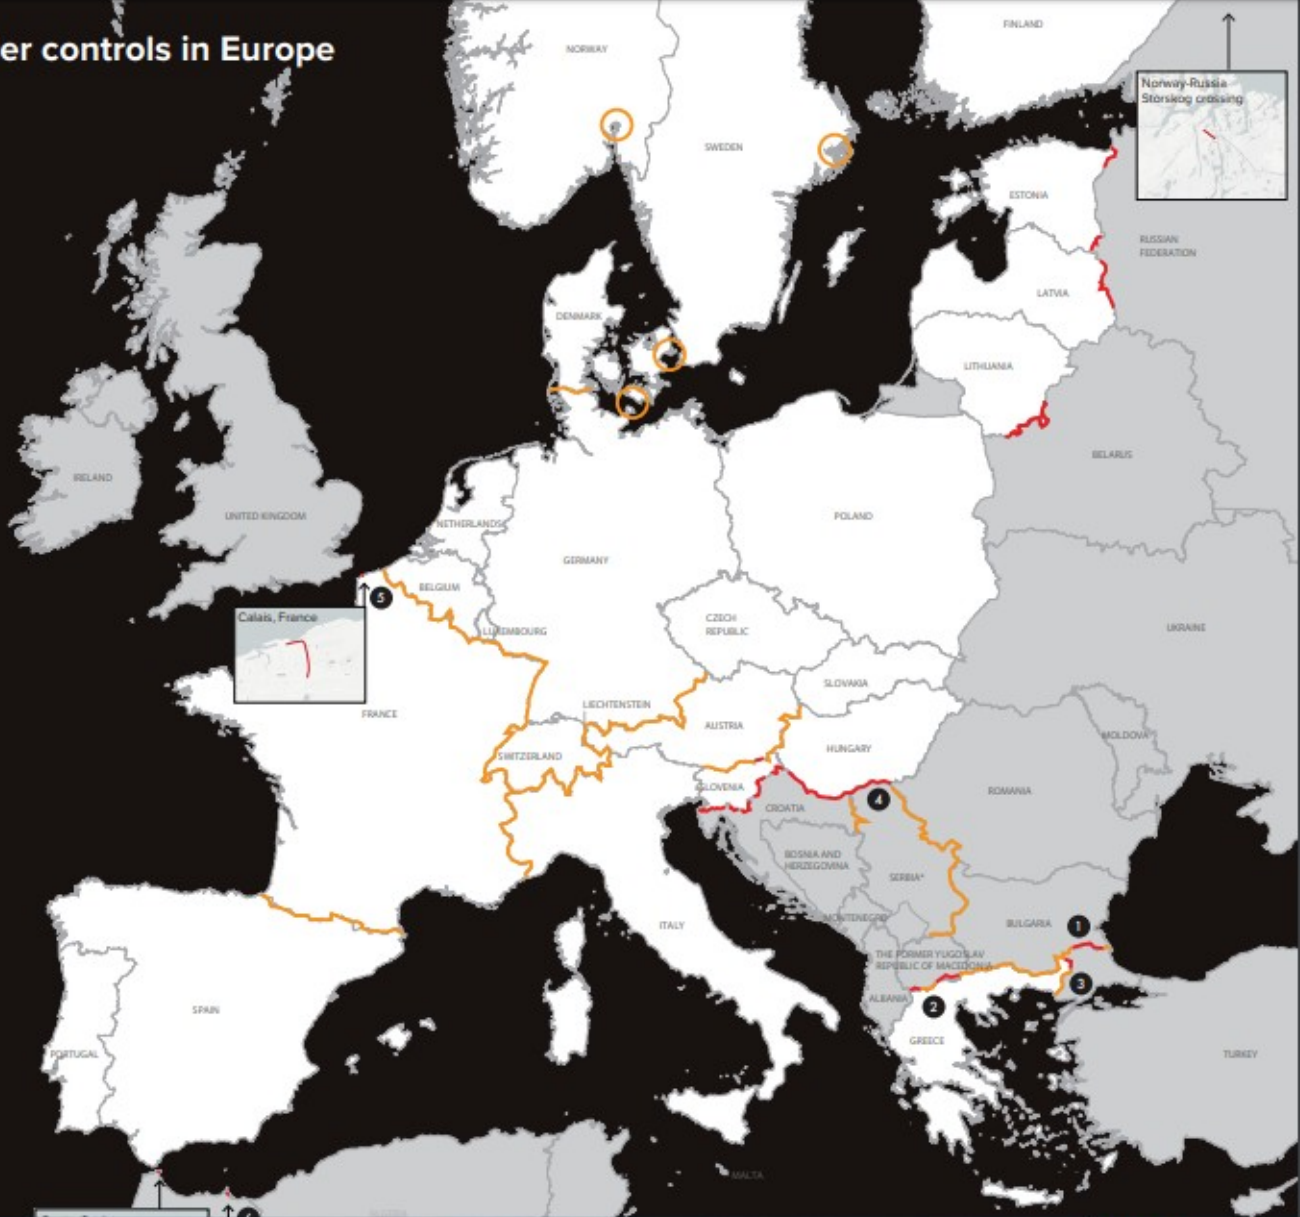 er controls in Europe
FINLAND
NORWAY
Norway-Russia
Storskog crossing
SWEDEN
ESTONIA
RUSSIAN
FEDERATION
LATVIA
DENMARK
LITHUANIA
BELARUS
IRELAND
UNITED KINGDOM
NETHERLANDS
POLAND
GERMANY
BELGIUM
5
Calais, France
CZECH
REPUBLIC
LUXEMBOURG
UKRAINE
SLOVAKIA
LIECHTENSTEIN
FRANCE
AUSTRIA
MOLDOVA
HUNGARY
SWITZERLAND
SLOVENIA
ROMANIA
4
CROATIA
BOSNIA AND
HERZEGOVINA
SERBIA*
MONTENEGRO
BULGARIA
1
ITALY
THE FORMER YUGOSLAV
REPUBLIC OF MACEDONIA
3
ALBANIA
2
SPAIN
GREECE
PORTUGAL
TURKEY
MALTA